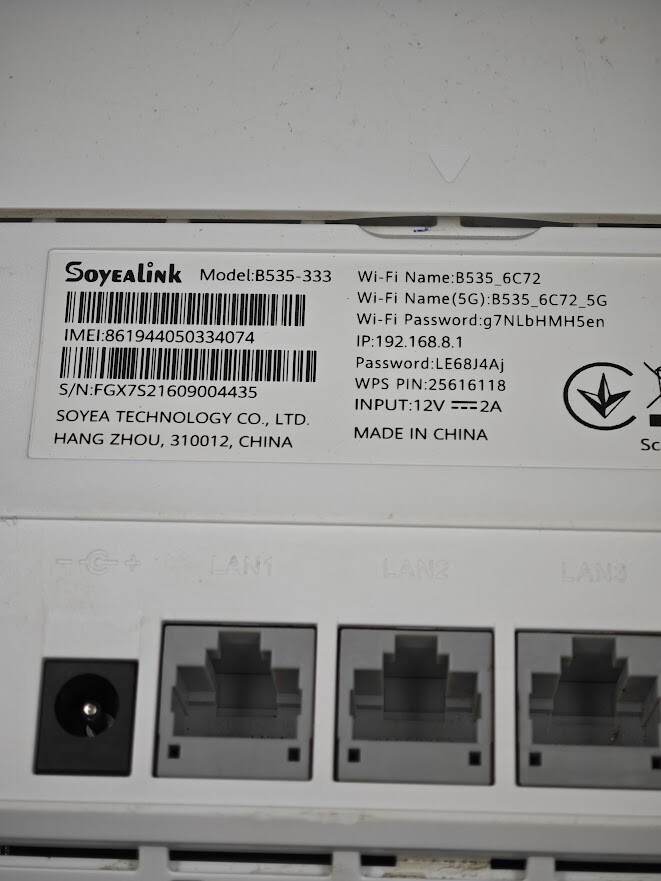 SOYEALINK Model:B535-333
IMEI:861944050334074
S/N:FGX7S21609004435
SOYEA TECHNOLOGY CO., LTD.
HANG ZHOU, 310012, CHINA
Wi-Fi Name:B535_6C72
Wi-Fi Name(5G):B535_6C72_5G
Wi-Fi Password:g7NLbHMH5en
IP:192.168.8.1
Password:LE68J4Aj
WPS PIN:25616118
INPUT:12V ⎓ 2A
MADE IN CHINA
LAN1
LAN2
LAN3